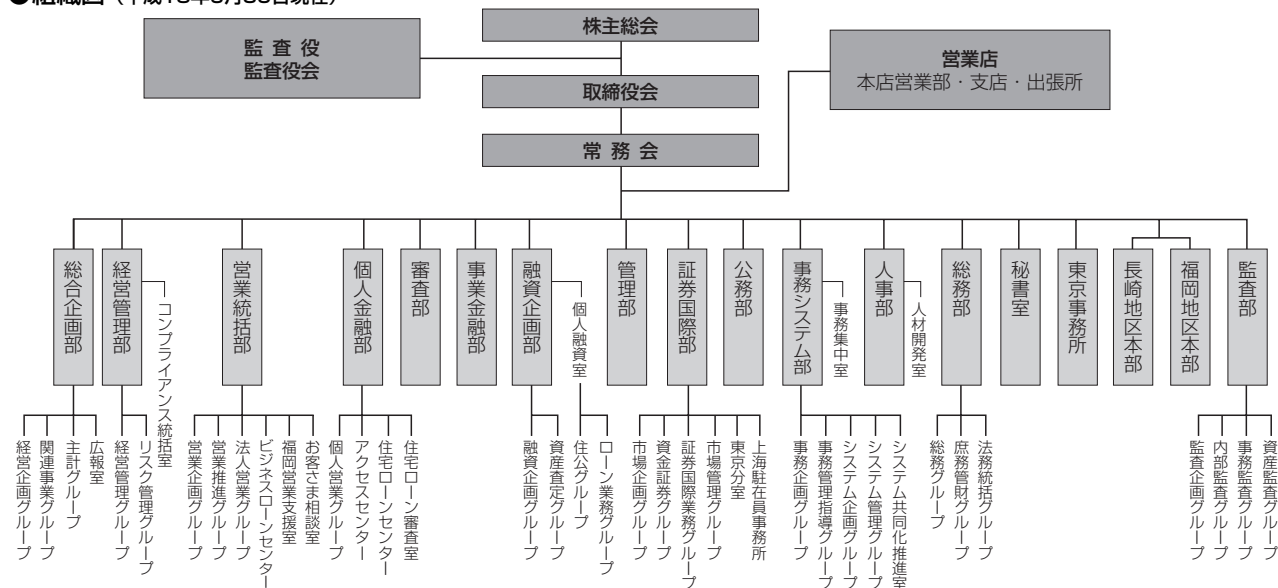 組織図
株主総会
監 査 役
監査役会
営業店
本店営業部・支店・出張所
取締役会
常 務 会
総合企画部
経営管理部
コンプライアンス統括室
営業統括部
個人金融部
審査部
事業金融部
融資企画部
個人融資室
管理部
証券国際部
公務部
事務システム部
事務集中室
人事部
人材開発室
総務部
秘書室
東京事務所
長崎地区本部
福岡地区本部
監査部
経営企画グループ
関連事業グループ
主計グループ
広報室
経営管理グループ
リスク管理グループ
営業企画グループ
営業推進グループ
法人営業グループ
ビジネスローンセンター
福岡営業支援室
お客さま相談室
個人営業グループ
アクセスセンター
住宅ローンセンター
住宅ローン審査室
融資企画グループ
資産査定グループ
住公グループ
ローン業務グループ
市場企画グループ
資金証券グループ
証券国際業務グループ
市場管理グループ
東京分室
上海駐在員事務所
事務企画グループ
事務管理指導グループ
システム企画グループ
システム管理グループ
システム共同化推進室
総務グループ
庶務管財グループ
法務統括グループ
監査企画グループ
内部監査グループ
事務監査グループ
資産監査グループ